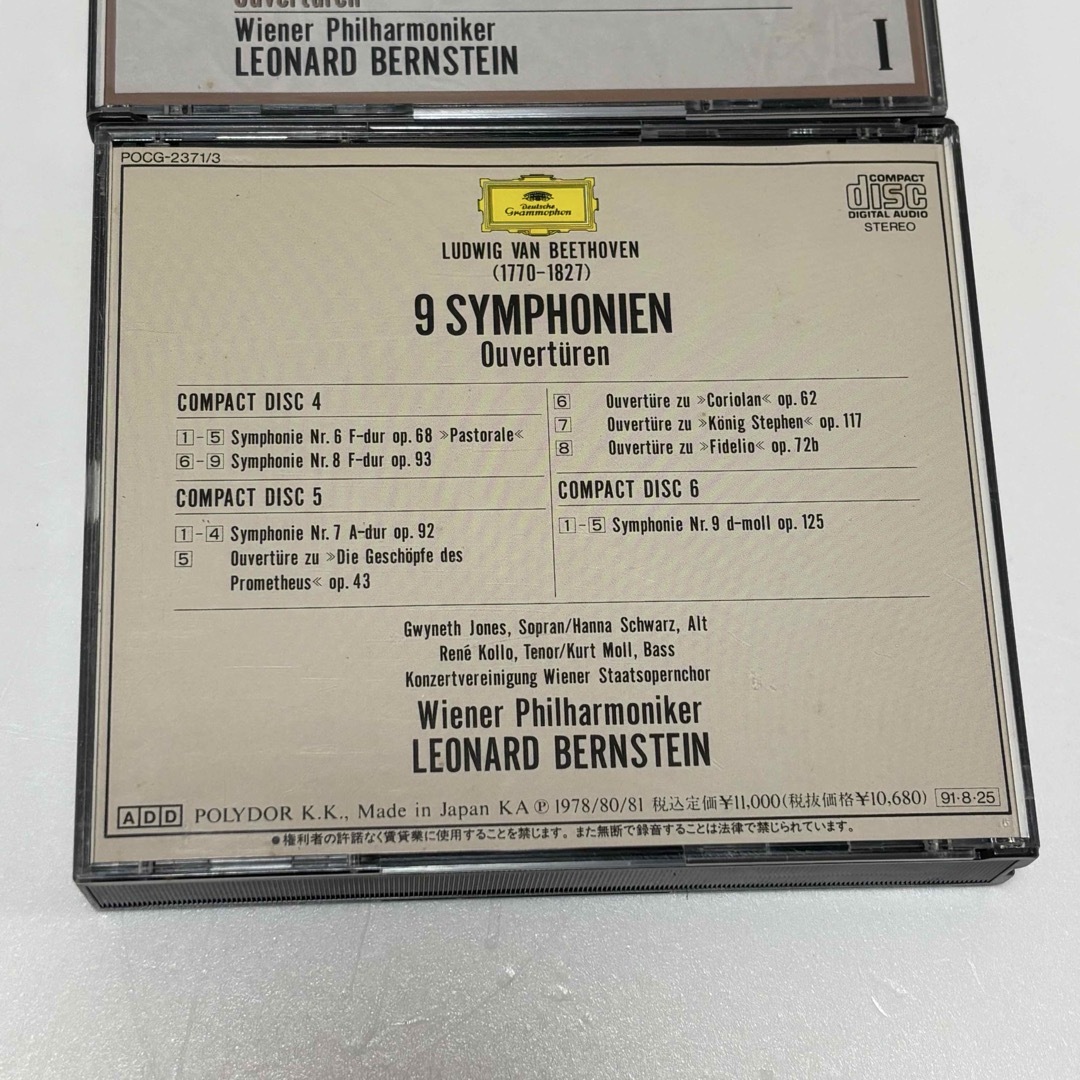 Ouvertüren
Wiener Philharmoniker
LEONARD BERNSTEIN
I
POCG-2371/3
Deutsche
Grammophon
COMPACT
disc
DIGITAL AUDIO
STEREO
LUDWIG VAN BEETHOVEN
(1770-1827)
9 SYMPHONIEN
Ouvertüren
COMPACT DISC 4
1-5 Symphonie Nr. 6 F-dur op. 68 »Pastorale«
6-9 Symphonie Nr. 8 F-dur op. 93
COMPACT DISC 5
1-4 Symphonie Nr. 7 A-dur op. 92
5 Ouvertüre zu »Die Geschöpfe des
Prometheus« op. 43
6 Ouvertüre zu »Coriolan« op. 62
7 Ouvertüre zu »König Stephen« op. 117
8 Ouvertüre zu »Fidelio« op. 72b
COMPACT DISC 6
1-5 Symphonie Nr. 9 d-moll op. 125
Gwyneth Jones, Sopran/Hanna Schwarz, Alt
René Kollo, Tenor/Kurt Moll, Bass
Konzertvereinigung Wiener Staatsopernchor
Wiener Philharmoniker
LEONARD BERNSTEIN
ADD POLYDOR K.K., Made in Japan KA Ⓟ 1978/80/81 税込定価¥11,000(税抜価格¥10,680) 91·8·25
●権利者の許諾なく賃貸業に使用することを禁じます。また無断で録音することは法律で禁じられています。